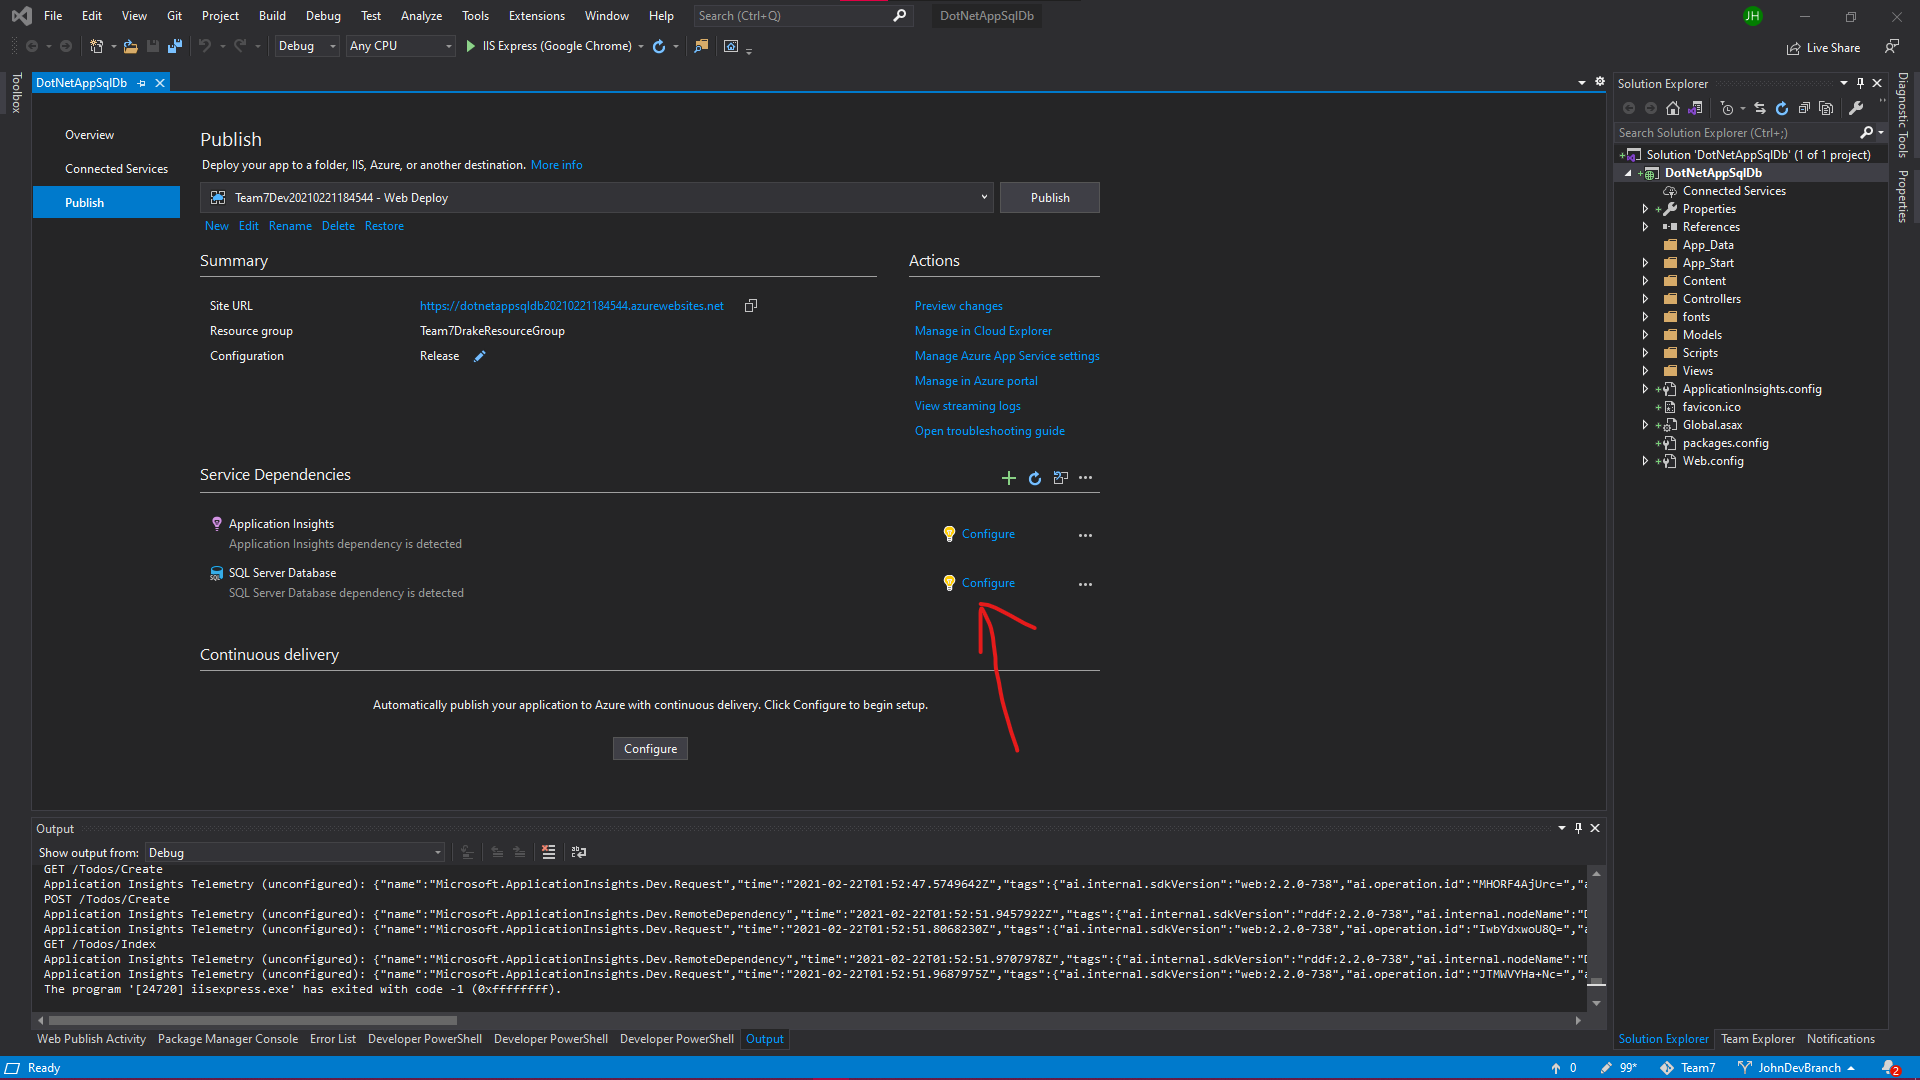 File Edit View Git Project Build Debug Test Analyze Tools Extensions Window Help Search (Ctrl+Q) DotNetAppSqlDb JH
Debug Any CPU IIS Express (Google Chrome) Live Share
Toolbox
DotNetAppSqlDb
Overview
Connected Services
Publish
Publish
Deploy your app to a folder, IIS, Azure, or another destination. More info
Team7Dev20210221184544 - Web Deploy Publish
New Edit Rename Delete Restore
Summary
Site URL https://dotnetappsqldb20210221184544.azurewebsites.net
Resource group Team7DrakeResourceGroup
Configuration Release
Actions
Preview changes
Manage in Cloud Explorer
Manage Azure App Service settings
Manage in Azure portal
View streaming logs
Open troubleshooting guide
Service Dependencies
Application Insights
Application Insights dependency is detected
Configure
SQL Server Database
SQL Server Database dependency is detected
Configure
Continuous delivery
Automatically publish your application to Azure with continuous delivery. Click Configure to begin setup.
Configure
Output
Show output from: Debug
GET /Todos/Create
Application Insights Telemetry (unconfigured): {"name":"Microsoft.ApplicationInsights.Dev.Request","time":"2021-02-22T01:52:47.5749642Z","tags":{"ai.internal.sdkVersion":"web:2.2.0-738","ai.operation.id":"MHORF4AjUrc=","a
POST /Todos/Create
Application Insights Telemetry (unconfigured): {"name":"Microsoft.ApplicationInsights.Dev.RemoteDependency","time":"2021-02-22T01:52:51.9457922Z","tags":{"ai.internal.sdkVersion":"rddf:2.2.0-738","ai.internal.nodeName":"D
Application Insights Telemetry (unconfigured): {"name":"Microsoft.ApplicationInsights.Dev.Request","time":"2021-02-22T01:52:51.8068230Z","tags":{"ai.internal.sdkVersion":"web:2.2.0-738","ai.operation.id":"IwbYdxwoU8Q=","a
GET /Todos/Index
Application Insights Telemetry (unconfigured): {"name":"Microsoft.ApplicationInsights.Dev.RemoteDependency","time":"2021-02-22T01:52:51.9707978Z","tags":{"ai.internal.sdkVersion":"rddf:2.2.0-738","ai.internal.nodeName":"D
Application Insights Telemetry (unconfigured): {"name":"Microsoft.ApplicationInsights.Dev.Request","time":"2021-02-22T01:52:51.9687975Z","tags":{"ai.internal.sdkVersion":"web:2.2.0-738","ai.operation.id":"JTMWVYHa+Nc=","a
The program '[24720] iisexpress.exe' has exited with code -1 (0xffffffff).
Web Publish Activity Package Manager Console Error List Developer PowerShell Developer PowerShell Developer PowerShell Output
Solution Explorer
Search Solution Explorer (Ctrl+;)
Solution 'DotNetAppSqlDb' (1 of 1 project)
DotNetAppSqlDb
Connected Services
Properties
References
App_Data
App_Start
Content
Controllers
fonts
Models
Scripts
Views
ApplicationInsights.config
favicon.ico
Global.asax
packages.config
Web.config
Solution Explorer Team Explorer Notifications
Diagnostic Tools
Properties
Ready 0 99* Team7 JohnDevBranch 2